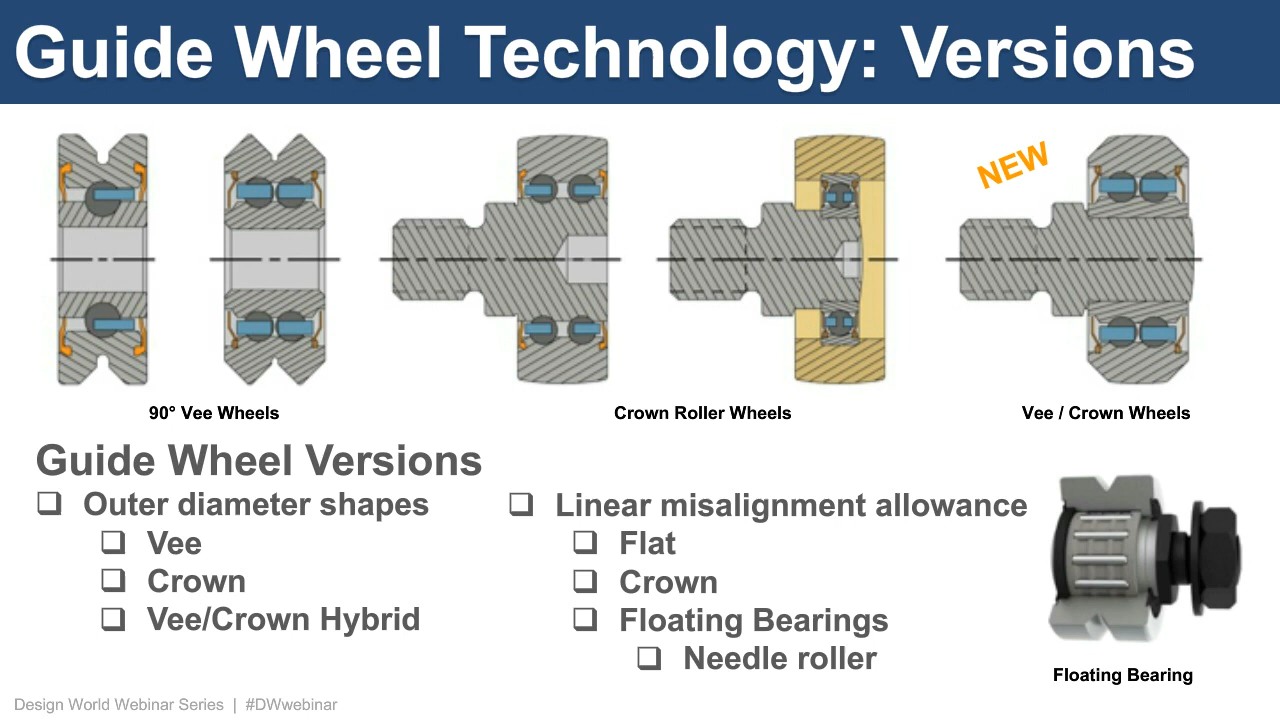 Guide Wheel Technology: Versions
NEW
90° Vee Wheels
Crown Roller Wheels
Vee / Crown Wheels
Guide Wheel Versions
❑ Outer diameter shapes
❑ Vee
❑ Crown
❑ Vee/Crown Hybrid
❑ Linear misalignment allowance
❑ Flat
❑ Crown
❑ Floating Bearings
❑ Needle roller
Floating Bearing
Design World Webinar Series | #DWwebinar